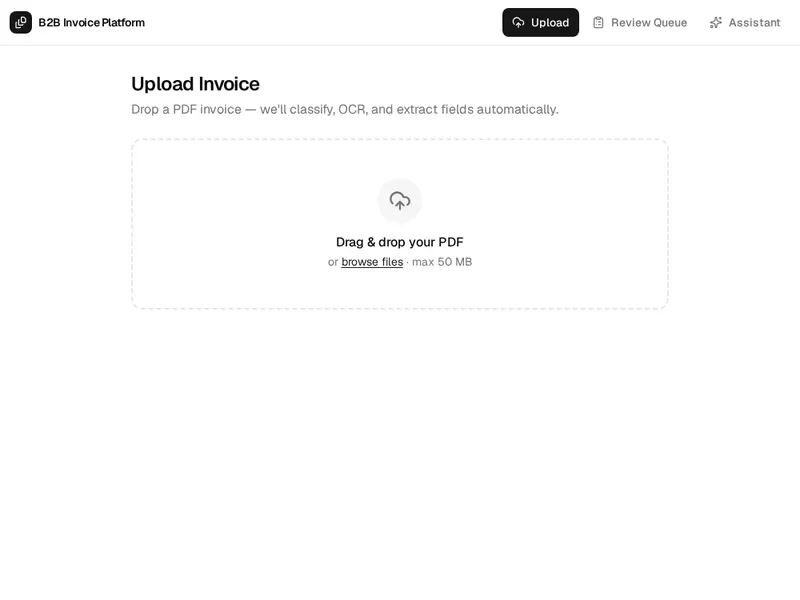 B2B Invoice Platform
Upload
Review Queue
Assistant
Upload Invoice
Drop a PDF invoice — we'll classify, OCR, and extract fields automatically.
Drag & drop your PDF
or browse files · max 50 MB